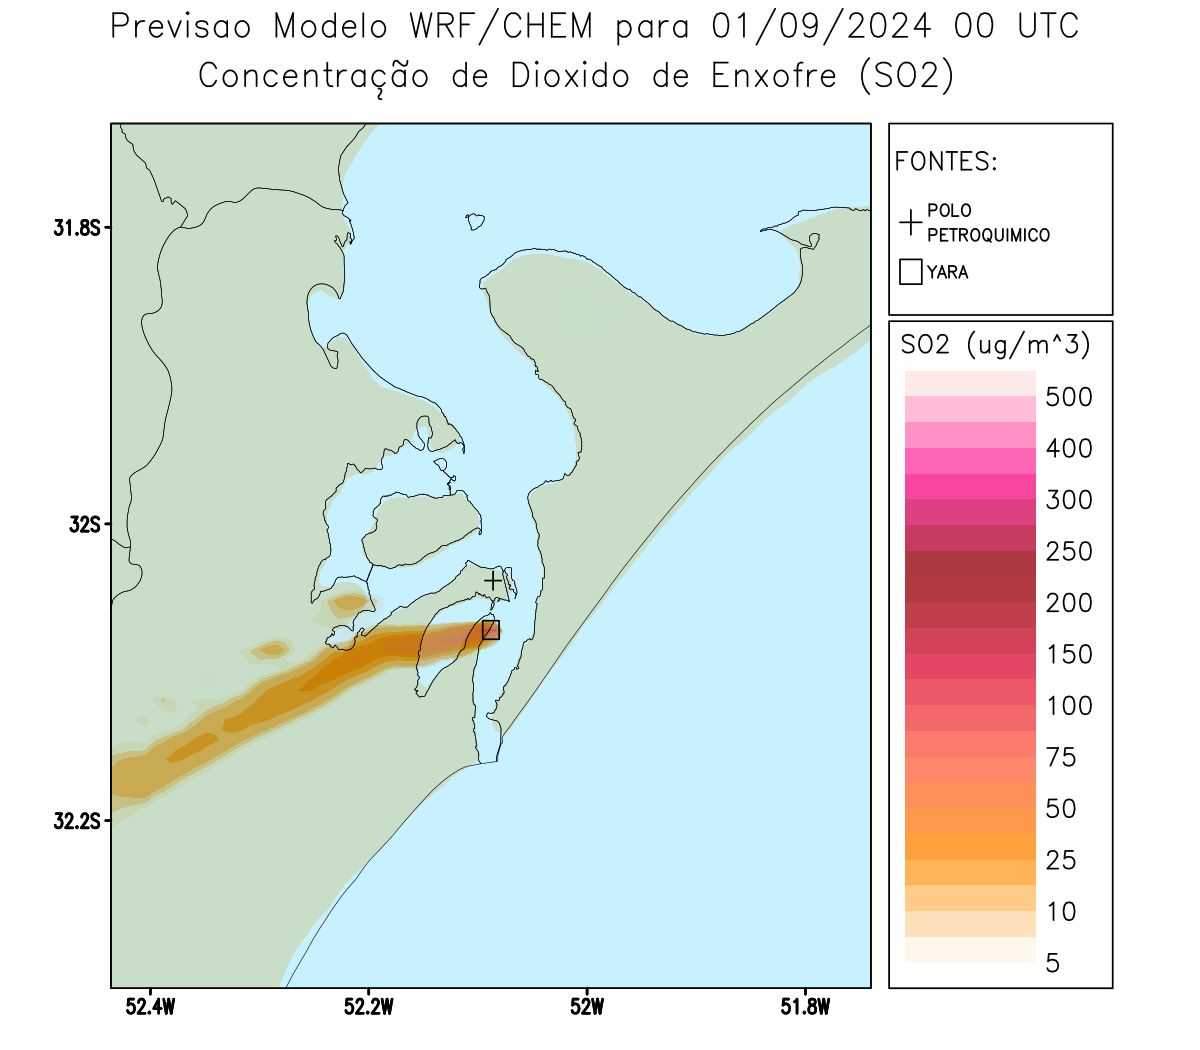 Previsao Modelo WRF/CHEM para 01/09/2024 00 UTC
Concentração de Dioxido de Enxofre (SO2)
FONTES:
POLO
PETROQUIMICO
YARA
31.8S
32S
32.2S
52.4W
52.2W
52W
51.8W
SO2 (ug/m^3)
500
400
300
250
200
150
100
75
50
25
10
5